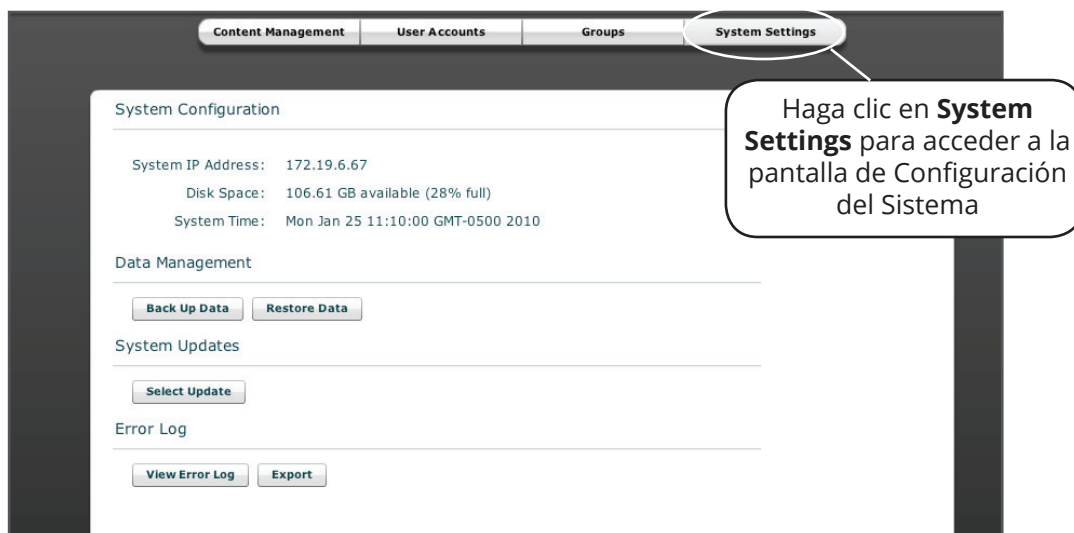 Content Management User Accounts Groups System Settings
System Configuration
System IP Address: 172.19.6.67
Disk Space: 106.61 GB available (28% full)
System Time: Mon Jan 25 11:10:00 GMT-0500 2010
Data Management
Back Up Data Restore Data
System Updates
Select Update
Error Log
View Error Log Export
Haga clic en System
Settings para acceder a la
pantalla de Configuración
del Sistema